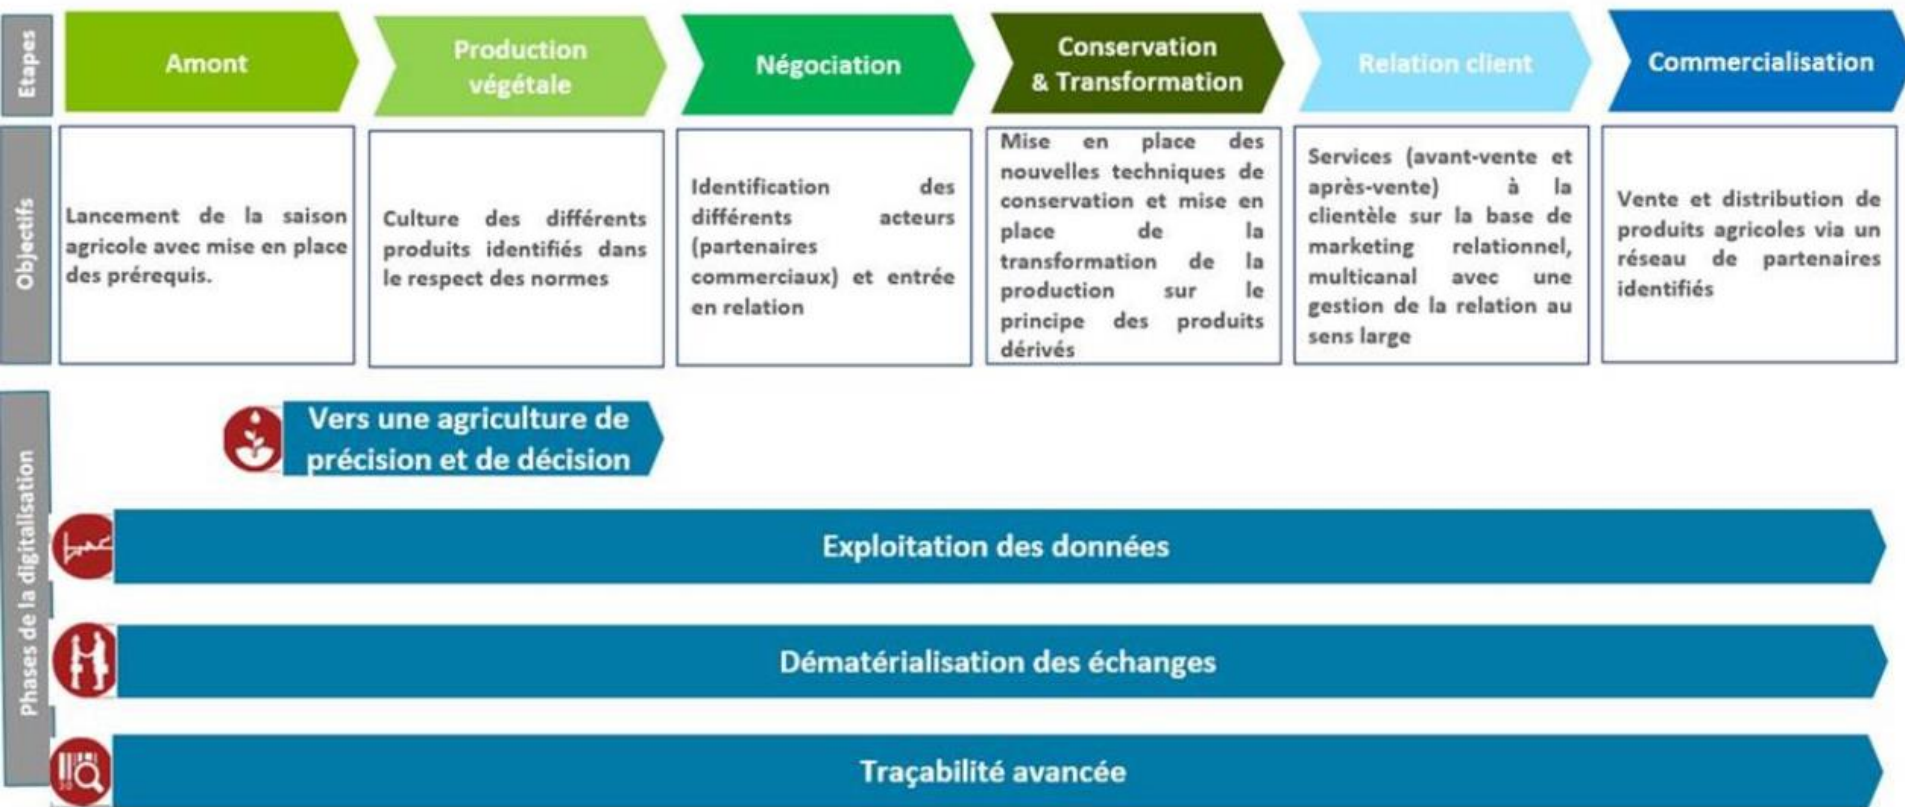 Etapes
Amont
Production
végétale
Négociation
Conservation
& Transformation
Relation client
Commercialisation
Objectifs
Lancement de la saison
agricole avec mise en place
des prérequis.
Culture des différents
produits identifiés dans
le respect des normes
Identification des
différents acteurs
(partenaires
commerciaux) et entrée
en relation
Mise en place des
nouvelles techniques de
conservation et mise en
place de la
transformation de la
production sur le
principe des produits
dérivés
Services (avant-vente et
après-vente) à la
clientèle sur la base de
marketing relationnel,
multicanal avec une
gestion de la relation au
sens large
Vente et distribution de
produits agricoles via un
réseau de partenaires
identifiés
Phases de la digitalisation
Vers une agriculture de
précision et de décision
Exploitation des données
Dématérialisation des échanges
Traçabilité avancée